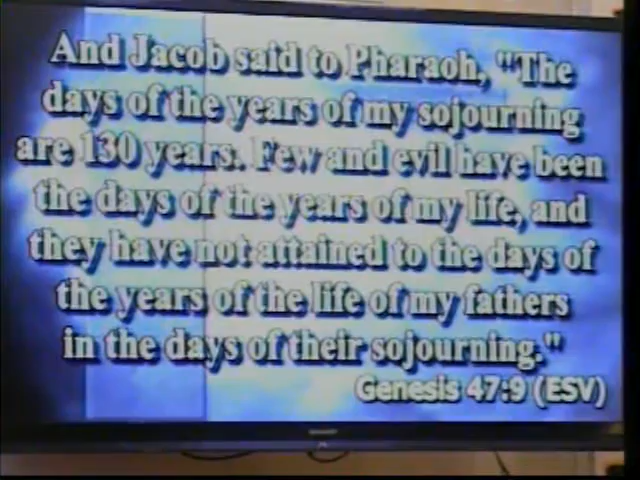 And Jacob said to Pharaoh, "The
days of the years of my sojourning
are 130 years. Few and evil have been
the days of the years of my life, and
they have not attained to the days of
the years of the life of my fathers
in the days of their sojourning."
Genesis 47:9 (ESV)